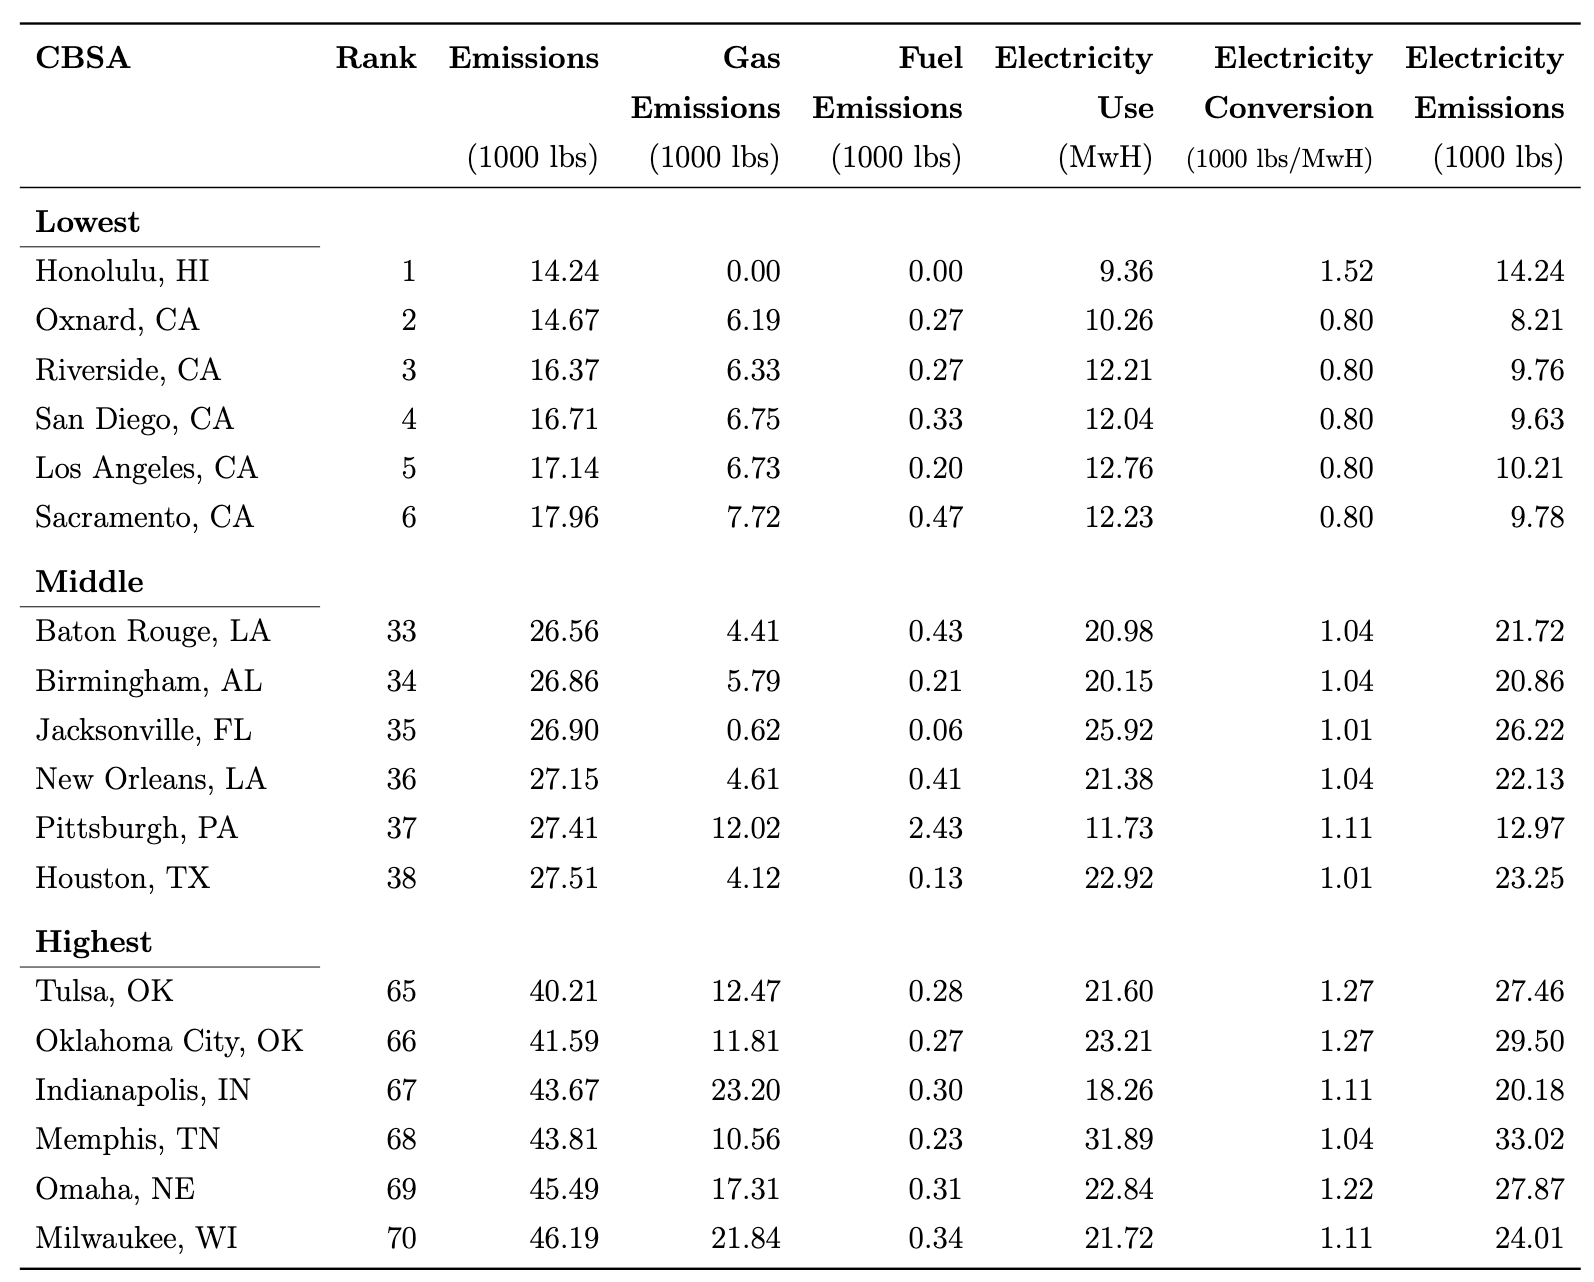 CBSA Rank Emissions Gas Fuel Electricity Electricity Electricity
Emissions Emissions Use Conversion Emissions
(1000 lbs) (1000 lbs) (1000 lbs) (MwH) (1000 lbs/MwH) (1000 lbs)
Lowest
Honolulu, HI 1 14.24 0.00 0.00 9.36 1.52 14.24
Oxnard, CA 2 14.67 6.19 0.27 10.26 0.80 8.21
Riverside, CA 3 16.37 6.33 0.27 12.21 0.80 9.76
San Diego, CA 4 16.71 6.75 0.33 12.04 0.80 9.63
Los Angeles, CA 5 17.14 6.73 0.20 12.76 0.80 10.21
Sacramento, CA 6 17.96 7.72 0.47 12.23 0.80 9.78
Middle
Baton Rouge, LA 33 26.56 4.41 0.43 20.98 1.04 21.72
Birmingham, AL 34 26.86 5.79 0.21 20.15 1.04 20.86
Jacksonville, FL 35 26.90 0.62 0.06 25.92 1.01 26.22
New Orleans, LA 36 27.15 4.61 0.41 21.38 1.04 22.13
Pittsburgh, PA 37 27.41 12.02 2.43 11.73 1.11 12.97
Houston, TX 38 27.51 4.12 0.13 22.92 1.01 23.25
Highest
Tulsa, OK 65 40.21 12.47 0.28 21.60 1.27 27.46
Oklahoma City, OK 66 41.59 11.81 0.27 23.21 1.27 29.50
Indianapolis, IN 67 43.67 23.20 0.30 18.26 1.11 20.18
Memphis, TN 68 43.81 10.56 0.23 31.89 1.04 33.02
Omaha, NE 69 45.49 17.31 0.31 22.84 1.22 27.87
Milwaukee, WI 70 46.19 21.84 0.34 21.72 1.11 24.01